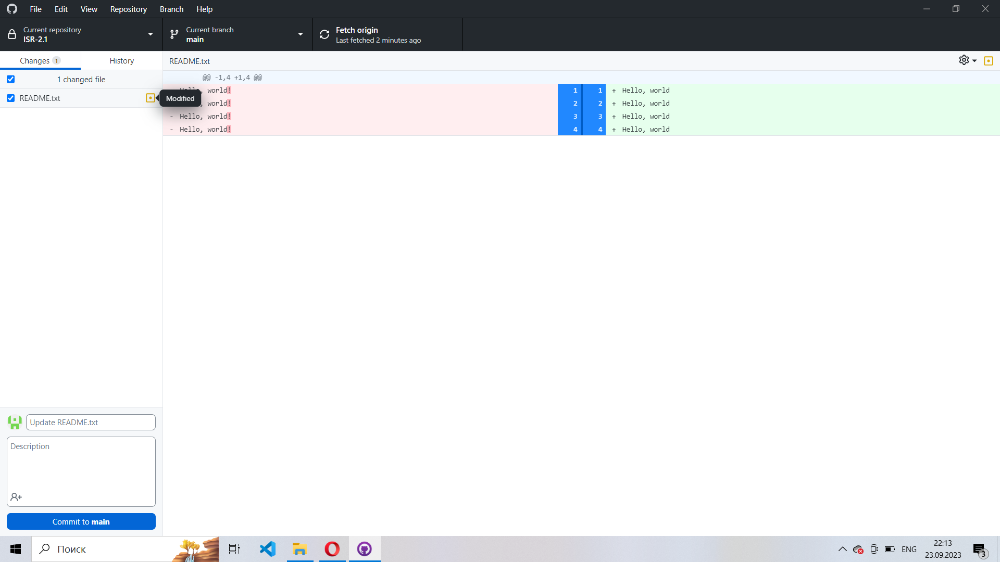 File Edit View Repository Branch Help
Current repository
ISR-2.1
Current branch
main
Fetch origin
Last fetched 2 minutes ago
Changes 1 History
README.txt
1 changed file
README.txt
Modified
@@ -1,4 +1,4 @@
world! 1 1 + Hello, world
, world! 2 2 + Hello, world
- Hello, world! 3 3 + Hello, world
- Hello, world! 4 4 + Hello, world
Update README.txt
Description
Commit to main
Поиск
ENG
22:13
23.09.2023
3